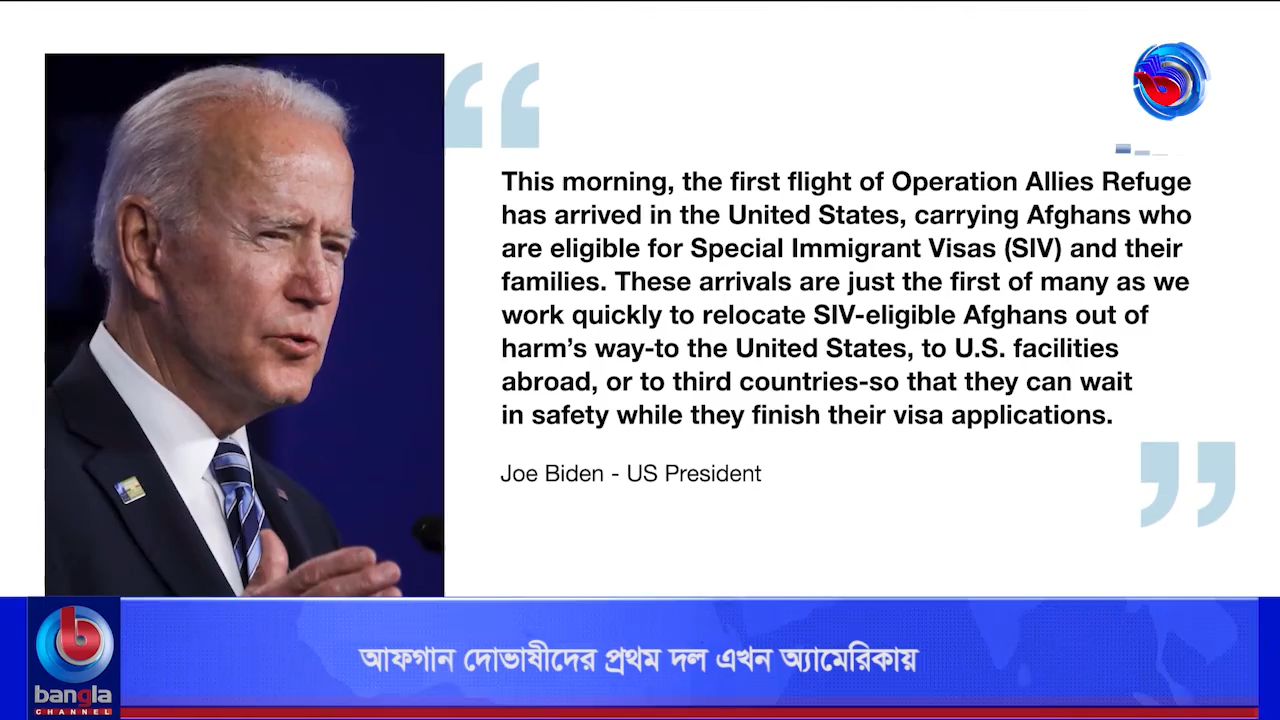 This morning, the first flight of Operation Allies Refuge
has arrived in the United States, carrying Afghans who
are eligible for Special Immigrant Visas (SIV) and their
families. These arrivals are just the first of many as we
work quickly to relocate SIV-eligible Afghans out of
harm's way-to the United States, to U.S. facilities
abroad, or to third countries-so that they can wait
in safety while they finish their visa applications.
Joe Biden - US President
আফগান দোভাষীদের প্রথম দল এখন অ্যামেরিকায়
bangla
CHANNEL